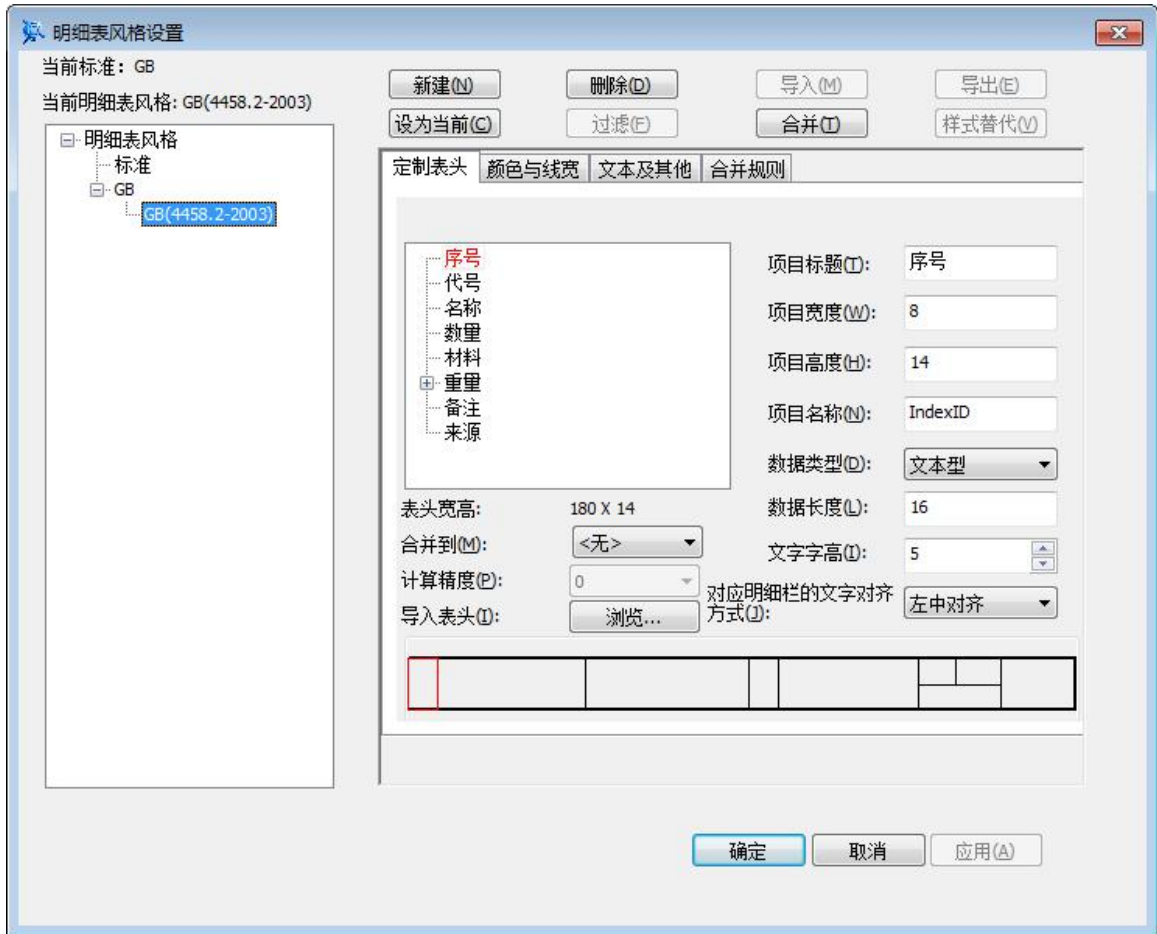 明细表风格设置
当前标准: GB
当前明细表风格: GB(4458.2-2003)
明细表风格
标准
GB
GB(4458.2-2003)
新建(N)
删除(D)
导入(M)
导出(E)
设为当前(C)
过滤(F)
合并(T)
样式替代(V)
定制表头
颜色与线宽
文本及其他
合并规则
序号
代号
名称
数量
材料
重量
备注
来源
项目标题(T):
序号
项目宽度(W):
8
项目高度(H):
14
项目名称(N):
IndexID
数据类型(D):
文本型
数据长度(L):
16
文字字高(I):
5
对应明细栏的文字对齐
方式(J):
左中对齐
表头宽高:
180 X 14
合并到(M):
<无>
计算精度(P):
0
导入表头(I):
浏览...
确定
取消
应用(A)